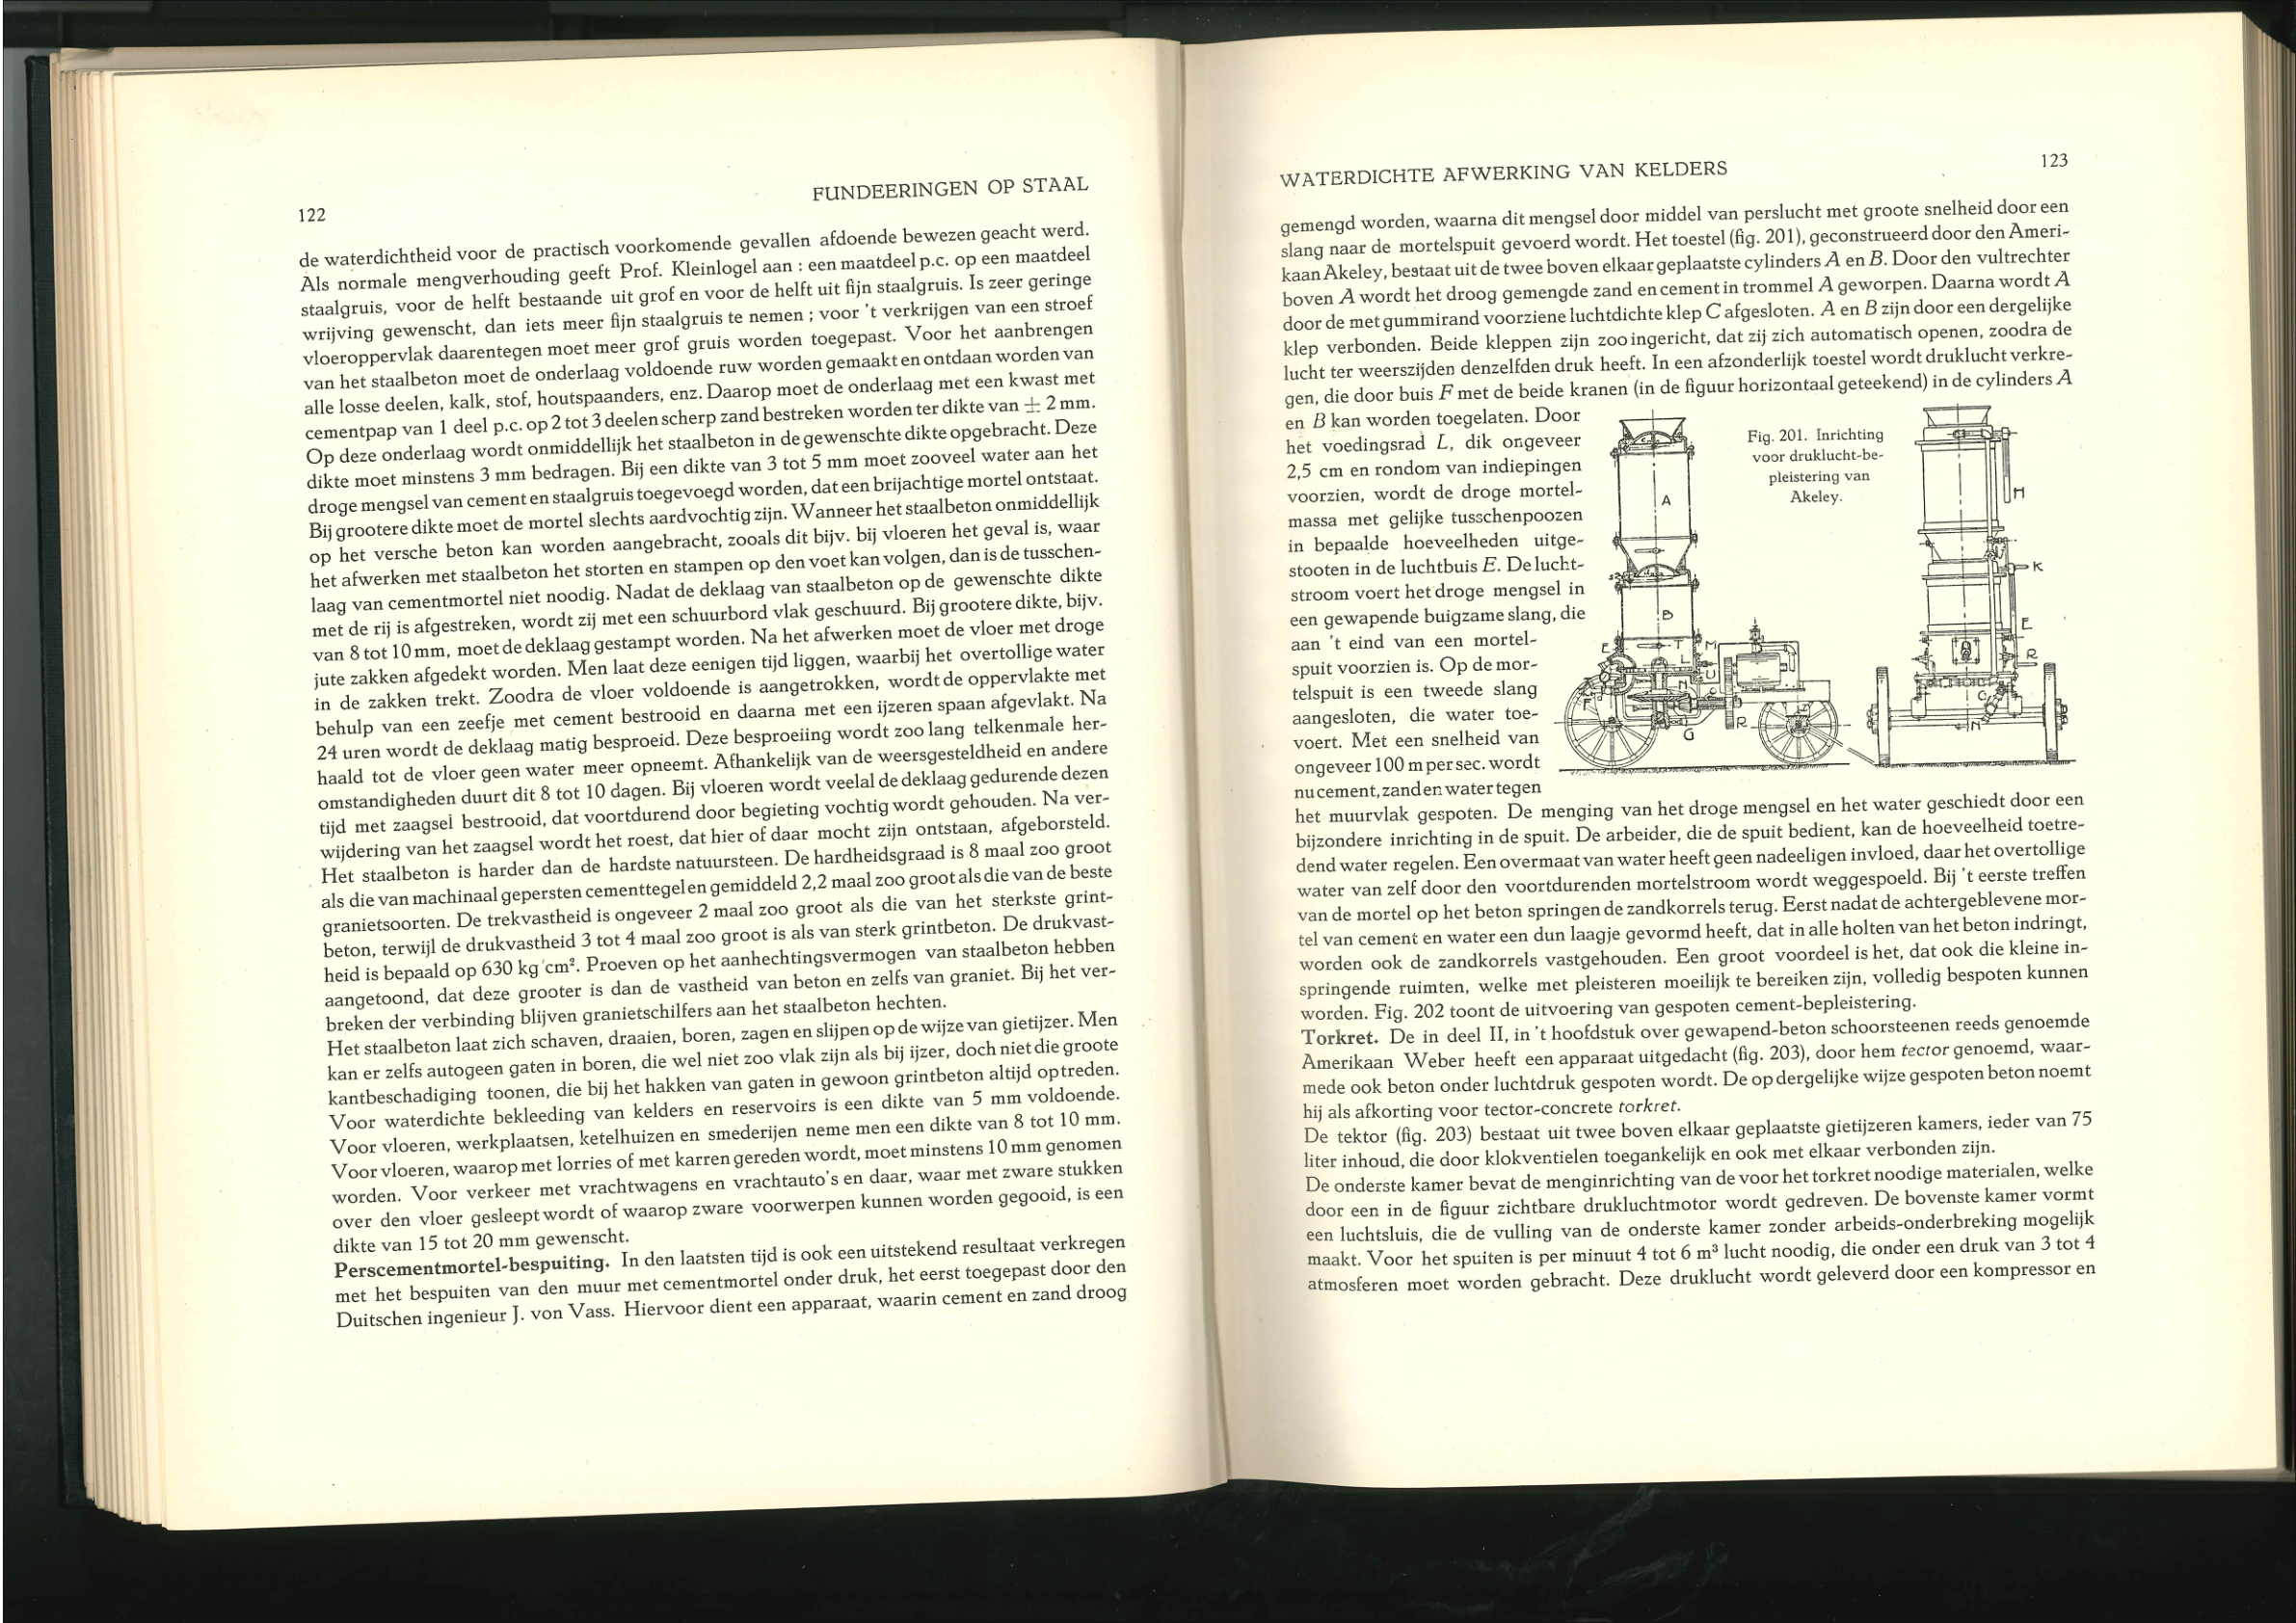 122
FUNDEERINGEN OP STAAL
de waterdichtheid voor de practisch voorkomende gevallen afdoende bewezen geacht werd.
Als normale mengverhouding geeft Prof. Kleinlogel aan : een maatdeel p.c. op een maatdeel
staalgruis, voor de helft bestaande uit grof en voor de helft uit fijn staalgruis. Is zeer geringe
wrijving gewenscht, dan iets meer fijn staalgruis te nemen ; voor 't verkrijgen van een stroef
vloeroppervlak daarentegen moet meer grof gruis worden toegepast. Voor het aanbrengen
van het staalbeton moet de onderlaag voldoende ruw worden gemaakt en ontdaan worden van
alle losse deelen, kalk, stof, houtspaanders, enz. Daarop moet de onderlaag met een kwast met
cementpap van 1 deel p.c. op 2 tot 3 deelen scherp zand bestreken worden ter dikte van ± 2 mm.
Op deze onderlaag wordt onmiddellijk het staalbeton in de gewenschte dikte opgebracht. Deze
dikte moet minstens 3 mm bedragen. Bij een dikte van 3 tot 5 mm moet zooveel water aan het
droge mengsel van cement en staalgruis toegevoegd worden, dat een brijachtige mortel ontstaat.
Bij grootere dikte moet de mortel slechts aardvochtig zijn. Wanneer het staalbeton onmiddellijk
op het versche beton kan worden aangebracht, zooals dit bijv. bij vloeren het geval is, waar
het afwerken met staalbeton het storten en stampen op den voet kan volgen, dan is de tusschen-
laag van cementmortel niet noodig. Nadat de deklaag van staalbeton op de gewenschte dikte
met de rij is afgestreken, wordt zij met een schuurbord vlak geschuurd. Bij grootere dikte, bijv.
van 8 tot 10 mm, moet de deklaag gestampt worden. Na het afwerken moet de vloer met droge
jute zakken afgedekt worden. Men laat deze eenigen tijd liggen, waarbij het overtollige water
in de zakken trekt. Zoodra de vloer voldoende is aangetrokken, wordt de oppervlakte met
behulp van een zeefje met cement bestrooid en daarna met een ijzeren spaan afgevlakt. Na
24 uren wordt de deklaag matig besproeid. Deze besproeiing wordt zoo lang telkenmale her-
haald tot de vloer geen water meer opneemt. Afhankelijk van de weersgesteldheid en andere
omstandigheden duurt dit 8 tot 10 dagen. Bij vloeren wordt veelal de deklaag gedurende dezen
tijd met zaagsel bestrooid, dat voortdurend door begieting vochtig wordt gehouden. Na ver-
wijdering van het zaagsel wordt het roest, dat hier of daar mocht zijn ontstaan, afgeborsteld.
Het staalbeton is harder dan de hardste natuursteen. De hardheidsgraad is 8 maal zoo groot
als die van machinaal gepersten cementtegel en gemiddeld 2,2 maal zoo groot als die van de beste
granietsoorten. De trekvastheid is ongeveer 2 maal zoo groot als die van het sterkste grint-
beton, terwijl de drukvastheid 3 tot 4 maal zoo groot is als van sterk grintbeton. De drukvast-
heid is bepaald op 630 kg/cm². Proeven op het aanhechtingsvermogen van staalbeton hebben
aangetoond, dat deze grooter is dan de vastheid van beton en zelfs van graniet. Bij het ver-
breken der verbinding blijven granietschilfers aan het staalbeton hechten.
Het staalbeton laat zich schaven, draaien, boren, zagen en slijpen op de wijze van gietijzer. Men
kan er zelfs autogeen gaten in boren, die wel niet zoo vlak zijn als bij ijzer, doch niet die groote
kantbeschadiging toonen, die bij het hakken van gaten in gewoon grintbeton altijd optreden.
Voor waterdichte bekleeding van kelders en reservoirs is een dikte van 5 mm voldoende.
Voor vloeren, werkplaatsen, ketelhuizen en smederijen neme men een dikte van 8 tot 10 mm.
Voor vloeren, waarop met lorries of met karren gereden wordt, moet minstens 10 mm genomen
worden. Voor verkeer met vrachtwagens en vrachtauto's en daar, waar met zware stukken
over den vloer gesleept wordt of waarop zware voorwerpen kunnen worden gegooid, is een
dikte van 15 tot 20 mm gewenscht.
Perscementmortel-bespuiting. In den laatsten tijd is ook een uitstekend resultaat verkregen
met het bespuiten van den muur met cementmortel onder druk, het eerst toegepast door den
Duitschen ingenieur J. von Vass. Hiervoor dient een apparaat, waarin cement en zand droog
WATERDICHTE AFWERKING VAN KELDERS
123
gemengd worden, waarna dit mengsel door middel van perslucht met groote snelheid door een
slang naar de mortelspuit gevoerd wordt. Het toestel (fig. 201), geconstrueerd door den Ameri-
kaan Akeley, bestaat uit de twee boven elkaar geplaatste cylinders A en B. Door den vultrechter
boven A wordt het droog gemengde zand en cement in trommel A geworpen. Daarna wordt A
door de met gummirand voorziene luchtdichte klep C afgesloten. A en B zijn door een dergelijke
klep verbonden. Beide kleppen zijn zoo ingericht, dat zij zich automatisch openen, zoodra de
lucht ter weerszijden denzelfden druk heeft. In een afzonderlijk toestel wordt druklucht verkre-
gen, die door buis F met de beide kranen (in de figuur horizontaal geteekend) in de cylinders A
en B kan worden toegelaten. Door
het voedingsrad L, dik ongeveer
2,5 cm en rondom van indiepingen
voorzien, wordt de droge mortel-
massa met gelijke tusschenpoozen
in bepaalde hoeveelheden uitge-
stooten in de luchtbuis E. De lucht-
stroom voert het droge mengsel in
een gewapende buigzame slang, die
aan 't eind van een mortel-
spuit voorzien is. Op de mor-
telspuit is een tweede slang
aangesloten, die water toe-
voert. Met een snelheid van
ongeveer 100 m per sec. wordt
nu cement, zand en water tegen
Fig. 201. Inrichting
voor druklucht-be-
pleistering van
Akeley.
A
B
E
T
M
L
U
N
F
G
R
H
K
E
R
G
N
het muurvlak gespoten. De menging van het droge mengsel en het water geschiedt door een
bijzondere inrichting in de spuit. De arbeider, die de spuit bedient, kan de hoeveelheid toetre-
dend water regelen. Een overmaat van water heeft geen nadeeligen invloed, daar het overtollige
water van zelf door den voortdurenden mortelstroom wordt weggespoeld. Bij 't eerste treffen
van de mortel op het beton springen de zandkorrels terug. Eerst nadat de achtergeblevene mor-
tel van cement en water een dun laagje gevormd heeft, dat in alle holten van het beton indringt,
worden ook de zandkorrels vastgehouden. Een groot voordeel is het, dat ook die kleine in-
springende ruimten, welke met pleisteren moeilijk te bereiken zijn, volledig bespoten kunnen
worden. Fig. 202 toont de uitvoering van gespoten cement-bepleistering.
Torkret. De in deel II, in 't hoofdstuk over gewapend-beton schoorsteenen reeds genoemde
Amerikaan Weber heeft een apparaat uitgedacht (fig. 203), door hem tector genoemd, waar-
mede ook beton onder luchtdruk gespoten wordt. De op dergelijke wijze gespoten beton noemt
hij als afkorting voor tector-concrete torkret.
De tektor (fig. 203) bestaat uit twee boven elkaar geplaatste gietijzeren kamers, ieder van 75
liter inhoud, die door klokventielen toegankelijk en ook met elkaar verbonden zijn.
De onderste kamer bevat de menginrichting van de voor het torkret noodige materialen, welke
door een in de figuur zichtbare drukluchtmotor wordt gedreven. De bovenste kamer vormt
een luchtsluis, die de vulling van de onderste kamer zonder arbeids-onderbreking mogelijk
maakt. Voor het spuiten is per minuut 4 tot 6 m³ lucht noodig, die onder een druk van 3 tot 4
atmosferen moet worden gebracht. Deze druklucht wordt geleverd door een kompressor en